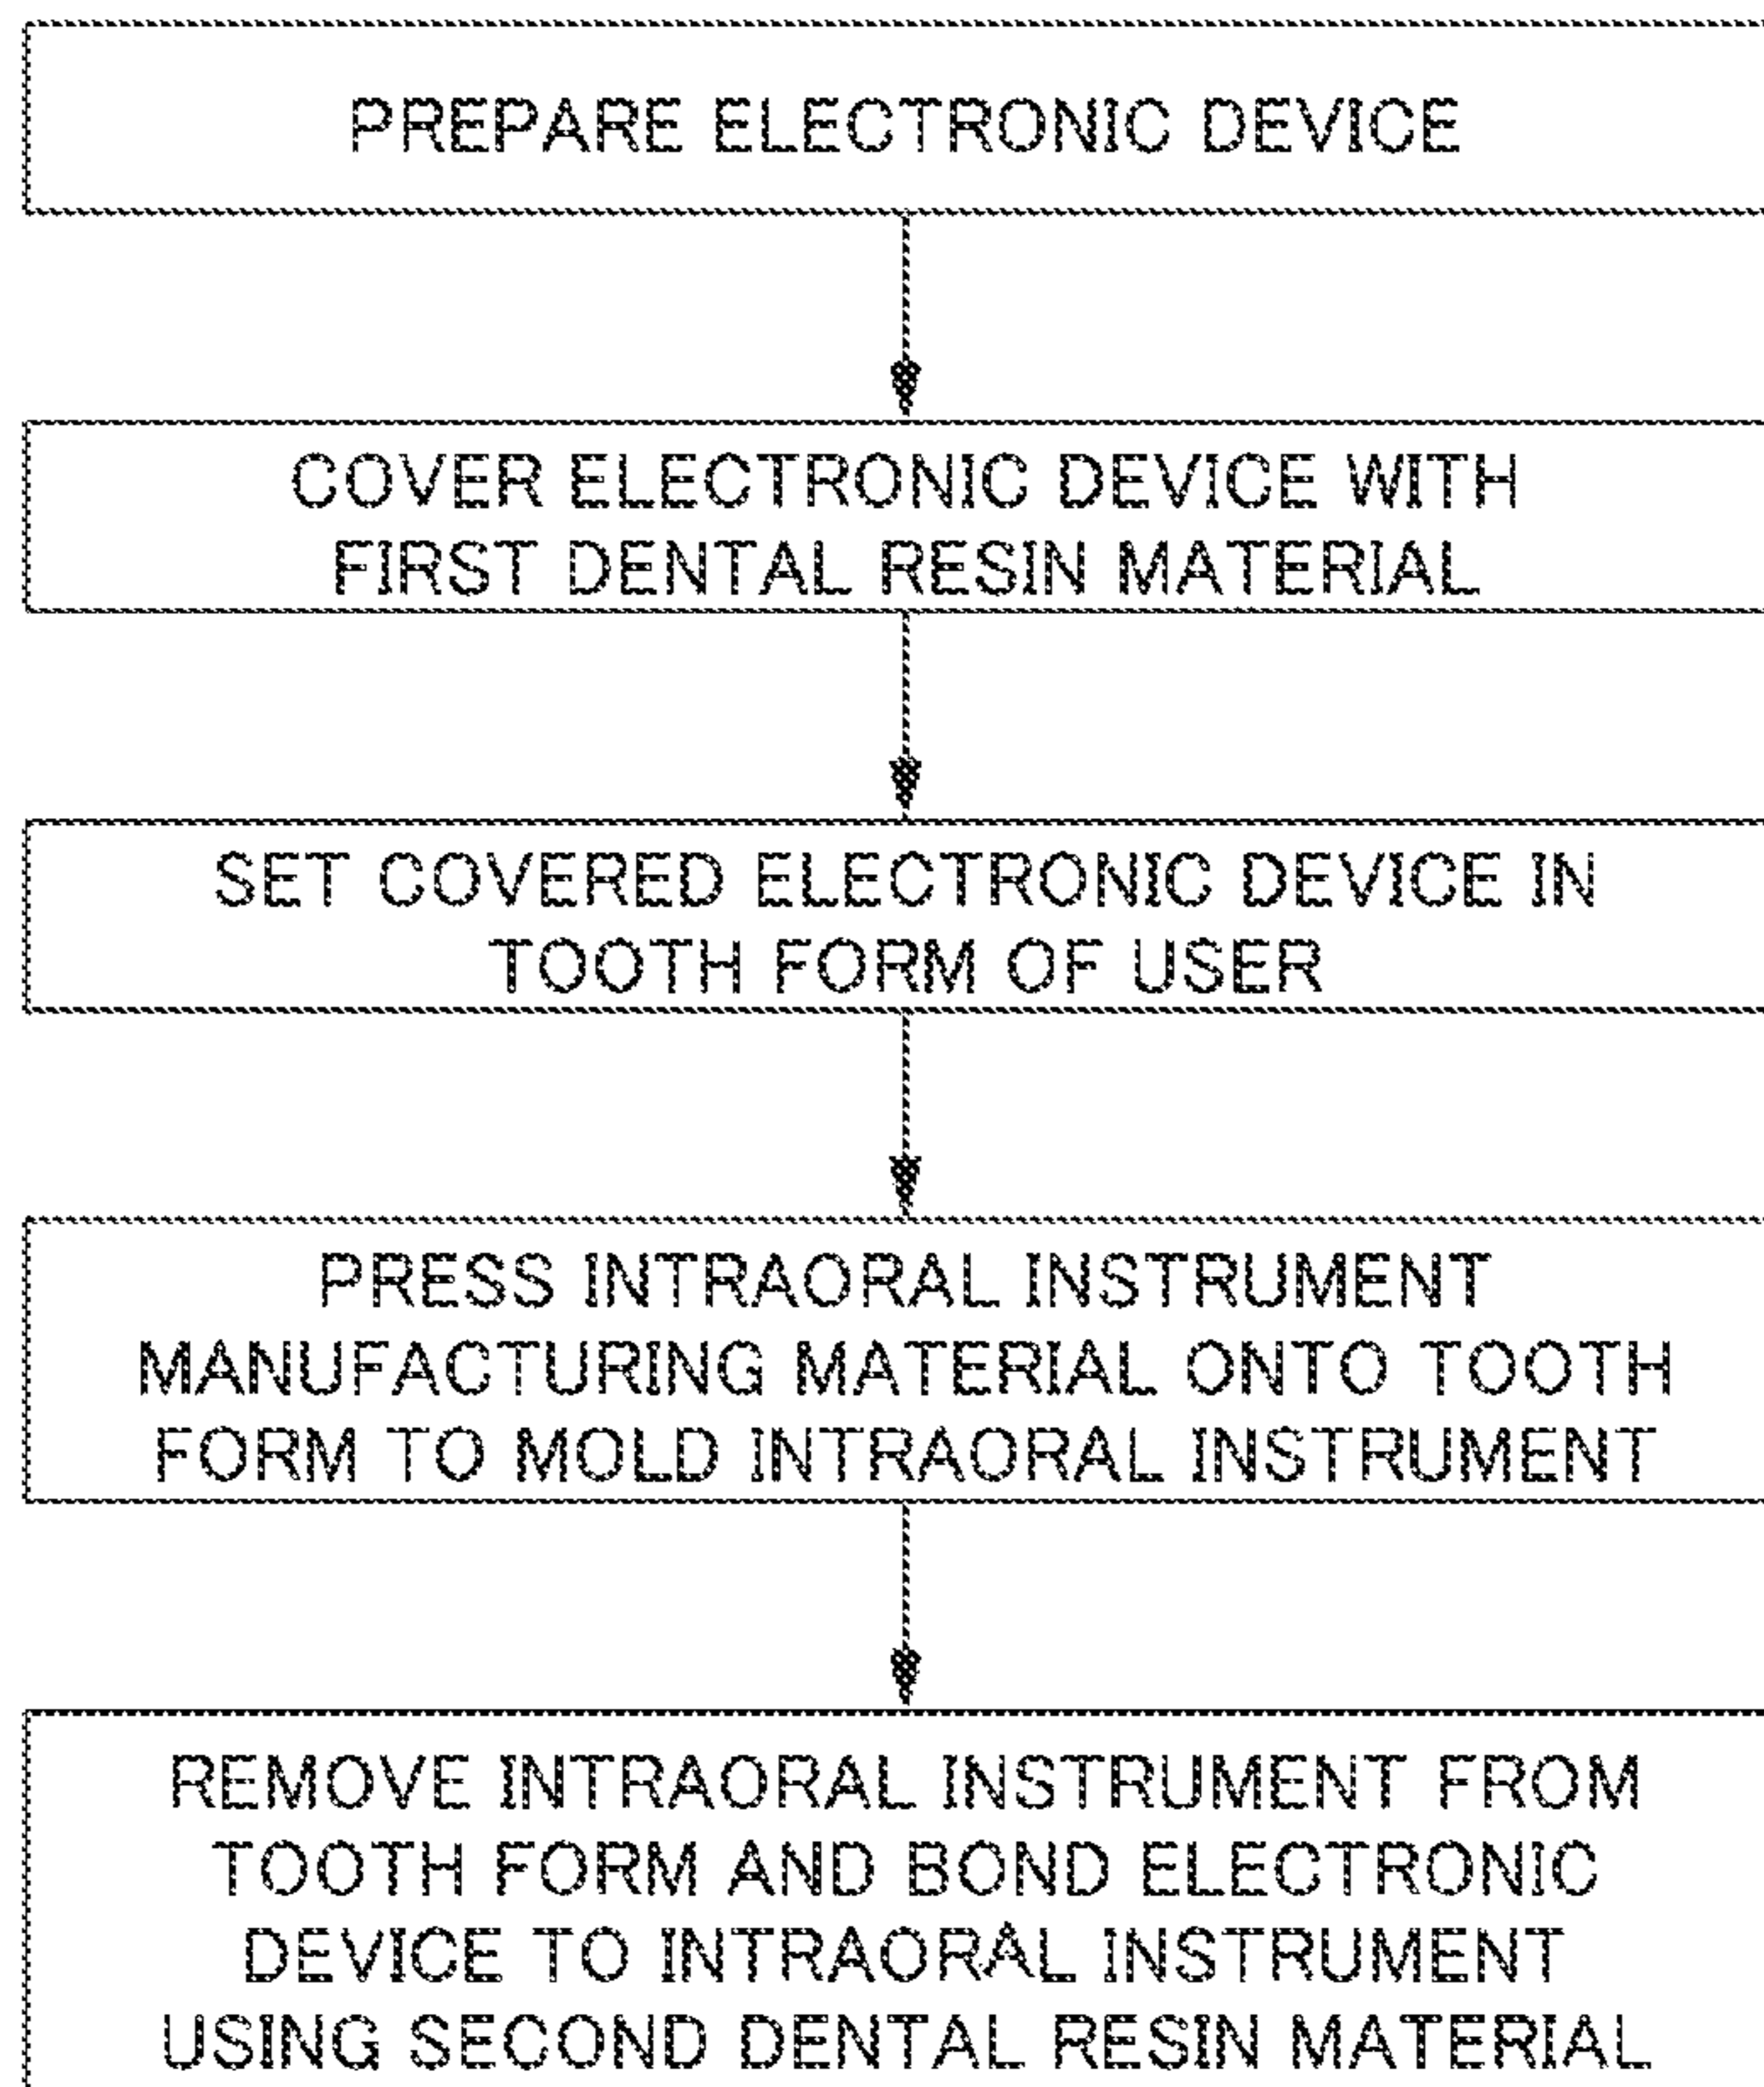 PREPARE ELECTRONIC DEVICE
COVER ELECTRONIC DEVICE WITH
FIRST DENTAL RESIN MATERIAL
SET COVERED ELECTRONIC DEVICE IN
TOOTH FORM OF USER
PRESS INTRAORAL INSTRUMENT
MANUFACTURING MATERIAL ONTO TOOTH
FORM TO MOLD INTRAORAL INSTRUMENT
REMOVE INTRAORAL INSTRUMENT FROM
TOOTH FORM AND BOND ELECTRONIC
DEVICE TO INTRAORAL INSTRUMENT
USING SECOND DENTAL RESIN MATERIAL